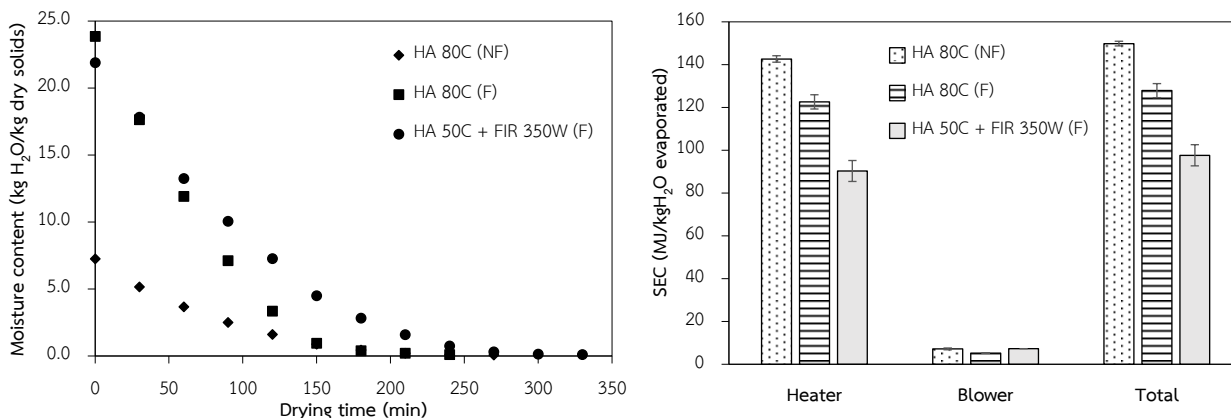 25.0
20.0
15.0
10.0
5.0
0.0
Moisture content (kg H₂O/kg dry solids)
HA 80C (NF)
HA 80C (F)
HA 50C + FIR 350W (F)
0 50 100 150 200 250 300 350
Drying time (min)
160
140
120
100
80
60
40
20
0
SEC (MJ/kgH₂O evaporated)
HA 80C (NF)
HA 80C (F)
HA 50C + FIR 350W (F)
Heater Blower Total